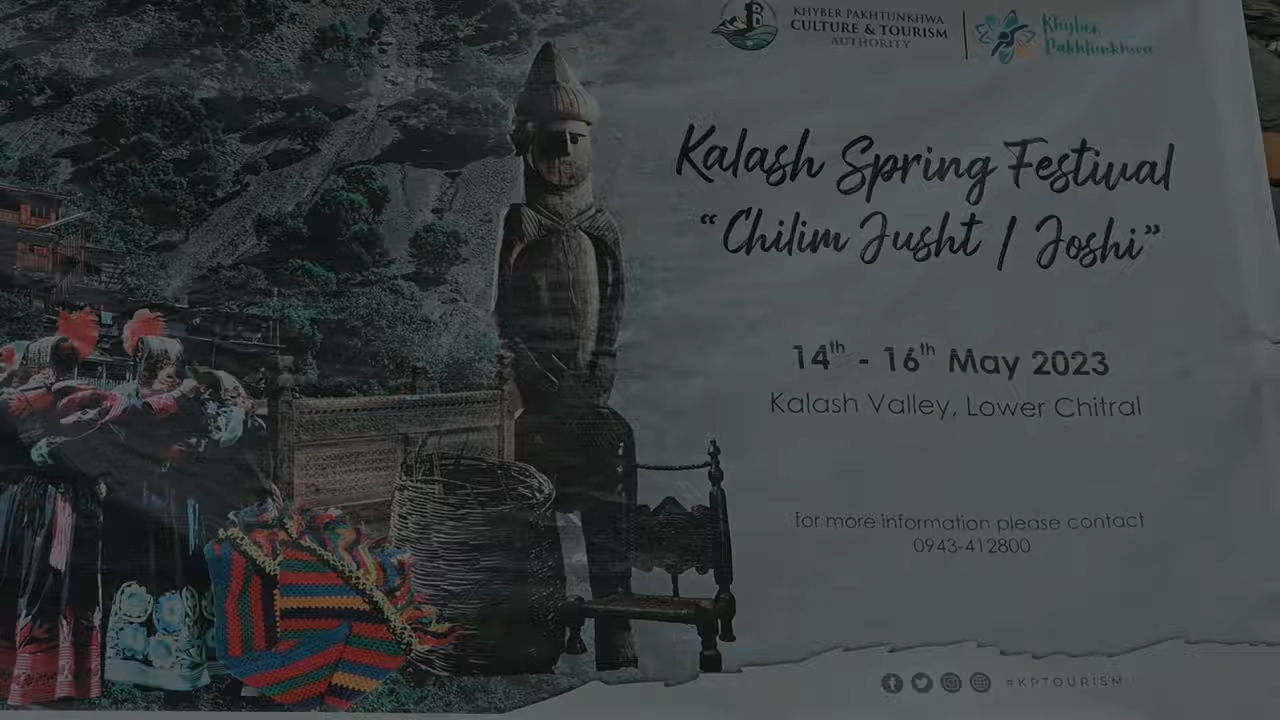 KHYBER PAKHTUNKHWA
CULTURE & TOURISM
AUTHORITY
Khyber
Pakhtunkhwa
Kalash Spring Festival
“Chilim Jusht / Joshi”
14th - 16th May 2023
Kalash Valley, Lower Chitral
for more information please contact
0943-412800
#KPTOURISM